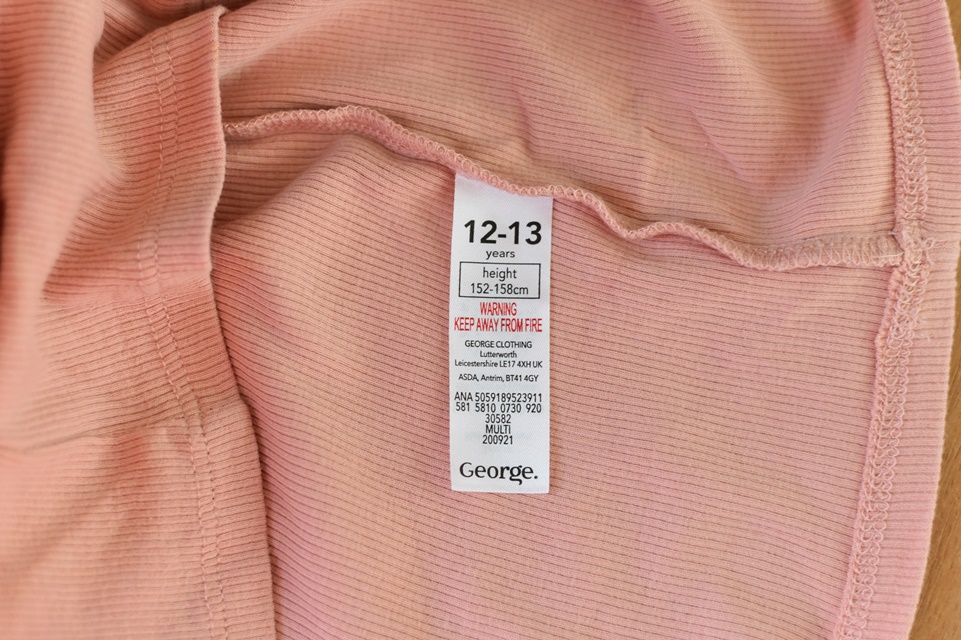 12-13
years
height
152-158cm
WARNING
KEEP AWAY FROM FIRE
GEORGE CLOTHING
Lutterworth
Leicestershire LE17 4XH UK
ASDA, Antrim, BT41 4GY
ANA 5059189523911
581 5810 0730 920
30582
MULTI
200921
George.